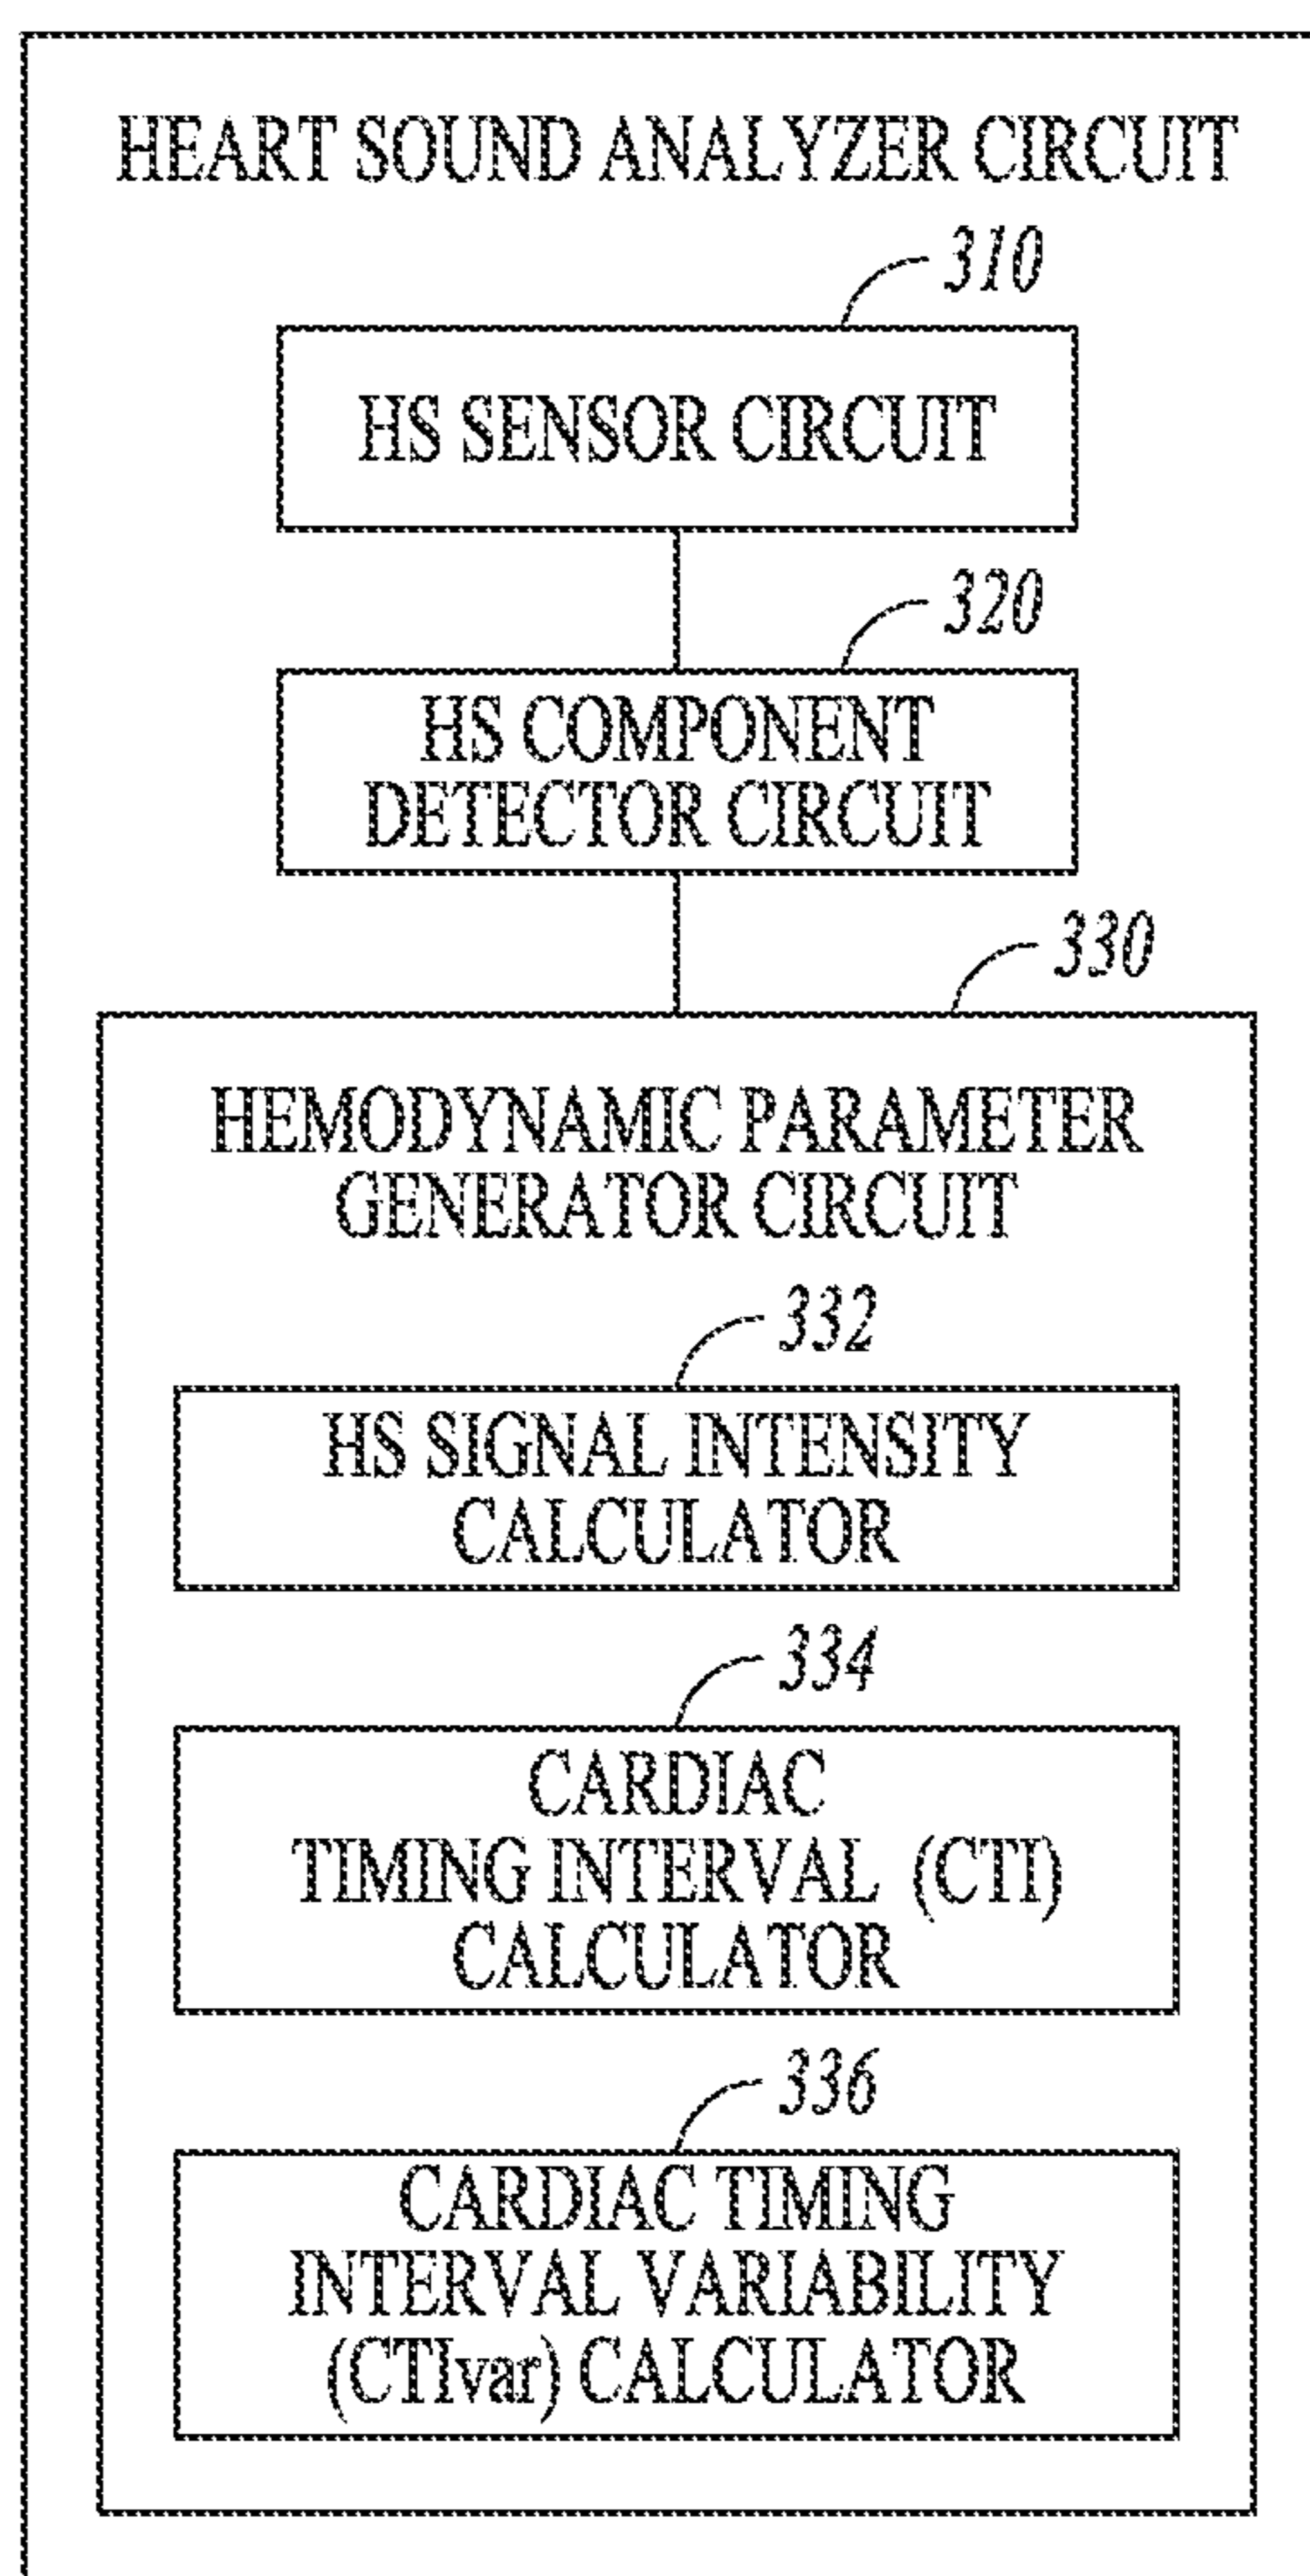 HEART SOUND ANALYZER CIRCUIT
310
HS SENSOR CIRCUIT
320
HS COMPONENT
DETECTOR CIRCUIT
330
HEMODYNAMIC PARAMETER
GENERATOR CIRCUIT
332
HS SIGNAL INTENSITY
CALCULATOR
334
CARDIAC
TIMING INTERVAL (CTI)
CALCULATOR
336
CARDIAC TIMING
INTERVAL VARIABILITY
(CTIvar) CALCULATOR